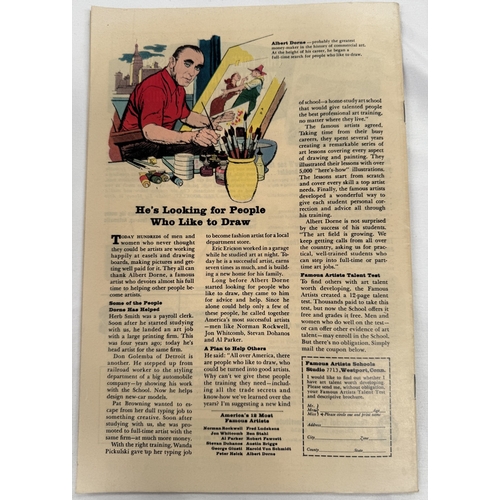 Albert Dorne—probably the greatest
money-maker in the history of commercial art.
At the height of his career, he began a
full time search for people who like to draw.
He's Looking for People
Who Like to Draw
TODAY HUNDREDS of men and
women who never thought
they could be artists are working
happily at easels and drawing
boards, making pictures and get-
ting well paid for it. They all can
thank Albert Dorne, a famous
artist who devotes almost his full
time to helping other people be-
come artists.
Some of the People
Dorne Has Helped
Herb Smith was a payroll clerk.
Soon after he started studying
with us, he landed an art job with
a large printing firm. This
was four years ago; today he's
head artist for the same firm.
Don Golemba of Detroit is
another. He stepped up from
railroad worker to the styling
department of a big automobile
company—by showing his work
with the School. Now he helps
design new-car models.
Pat Browning wanted to es-
cape from her dull typing job to
something creative. Soon after
studying with us, she was pro-
moted to full-time artist with the
same firm—at much more money.
With the right training, Wanda
Pickulski gave up her typing job
to become fashion artist for a local
department store.
Eric Ericson worked in a garage
while he studied art at night. To-
day he is a successful artist, earns
seven times as much, and is build-
ing a new home for his family.
Long before Albert Dorne
started looking for people who
like to draw, they came to him
for advice and help. Since he
alone could help only a few of
these people, he called together
America's most successful artists
—men like Norman Rockwell,
Jon Whitcomb, Stevan Dohanos
and Al Parker.
A Plan to Help Others
He said: "All over America, there
are people who like to draw, who
could be turned into good artists.
Why can't we give these people
the training they need—includ-
ing all the trade secrets and
know-how we've learned over the
years? I'm suggesting a new kind
America's 12 Most
Famous Artists
Norman Rockwell Fred Ludekens
Jon Whitcomb Ben Stahl
Al Parker Robert Fawcett
Stevan Dohanos Austin Briggs
George Giusti Harold Von Schmidt
Peter Helck Albert Dorne
of school—a home-study art school
that would give talented people
the best professional art training,
no matter where they live."
The famous artists agreed.
Taking time from their busy
careers, they spent several years
creating a remarkable series of
art lessons covering every aspect
of drawing and painting. They
illustrated their lessons with over
5,000 "here's-how" illustrations.
The lessons start from scratch
and cover every skill a top artist
needs. Finally, the famous artists
developed a wonderful way to
give each student personal cor-
rection and advice all through
his training.
Albert Dorne is not surprised
by the success of his students.
"The art field is growing. We
keep getting calls from all over
the country, asking us for prac-
tical, well-trained students who
can step into full-time or part-
time art jobs."
Famous Artists Talent Test
To find others with art talent
worth developing, the Famous
Artists created a 12-page talent
test. Thousands paid to take this
test, but now the School offers it
free and grades it free. Men and
women who do well on the test—
or can offer other evidence of art
talent—may enroll in the School.
But there's no obligation. Simply
mail the coupon below.
Famous Artists Schools
Studio 7713, Westport, Conn.
I would like to find out whether I
have art talent worth developing.
Please send me, without obligation,
your Famous Artists Talent Test
and descriptive brochure.
Address
City Zone
County State